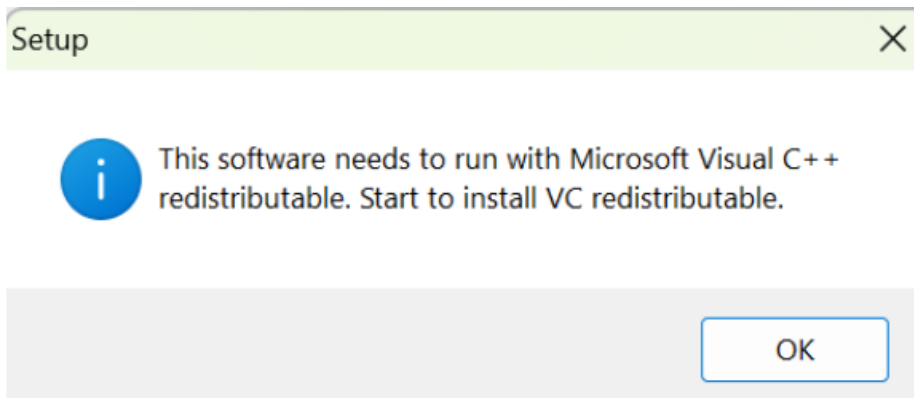 Setup
This software needs to run with Microsoft Visual C++
redistributable. Start to install VC redistributable.
OK